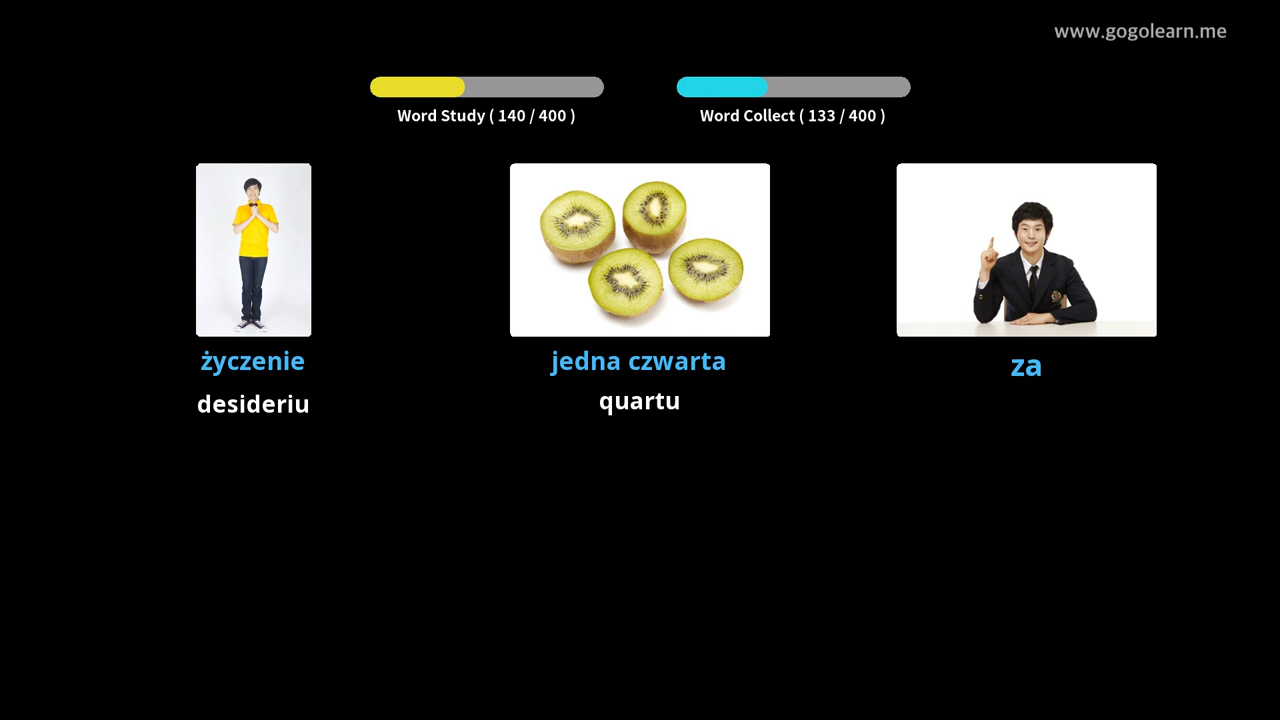 www.gogolearn.me
Word Study ( 140 / 400 )
Word Collect ( 133 / 400 )
życzenie
jedna czwarta
za
desideriu
quartu